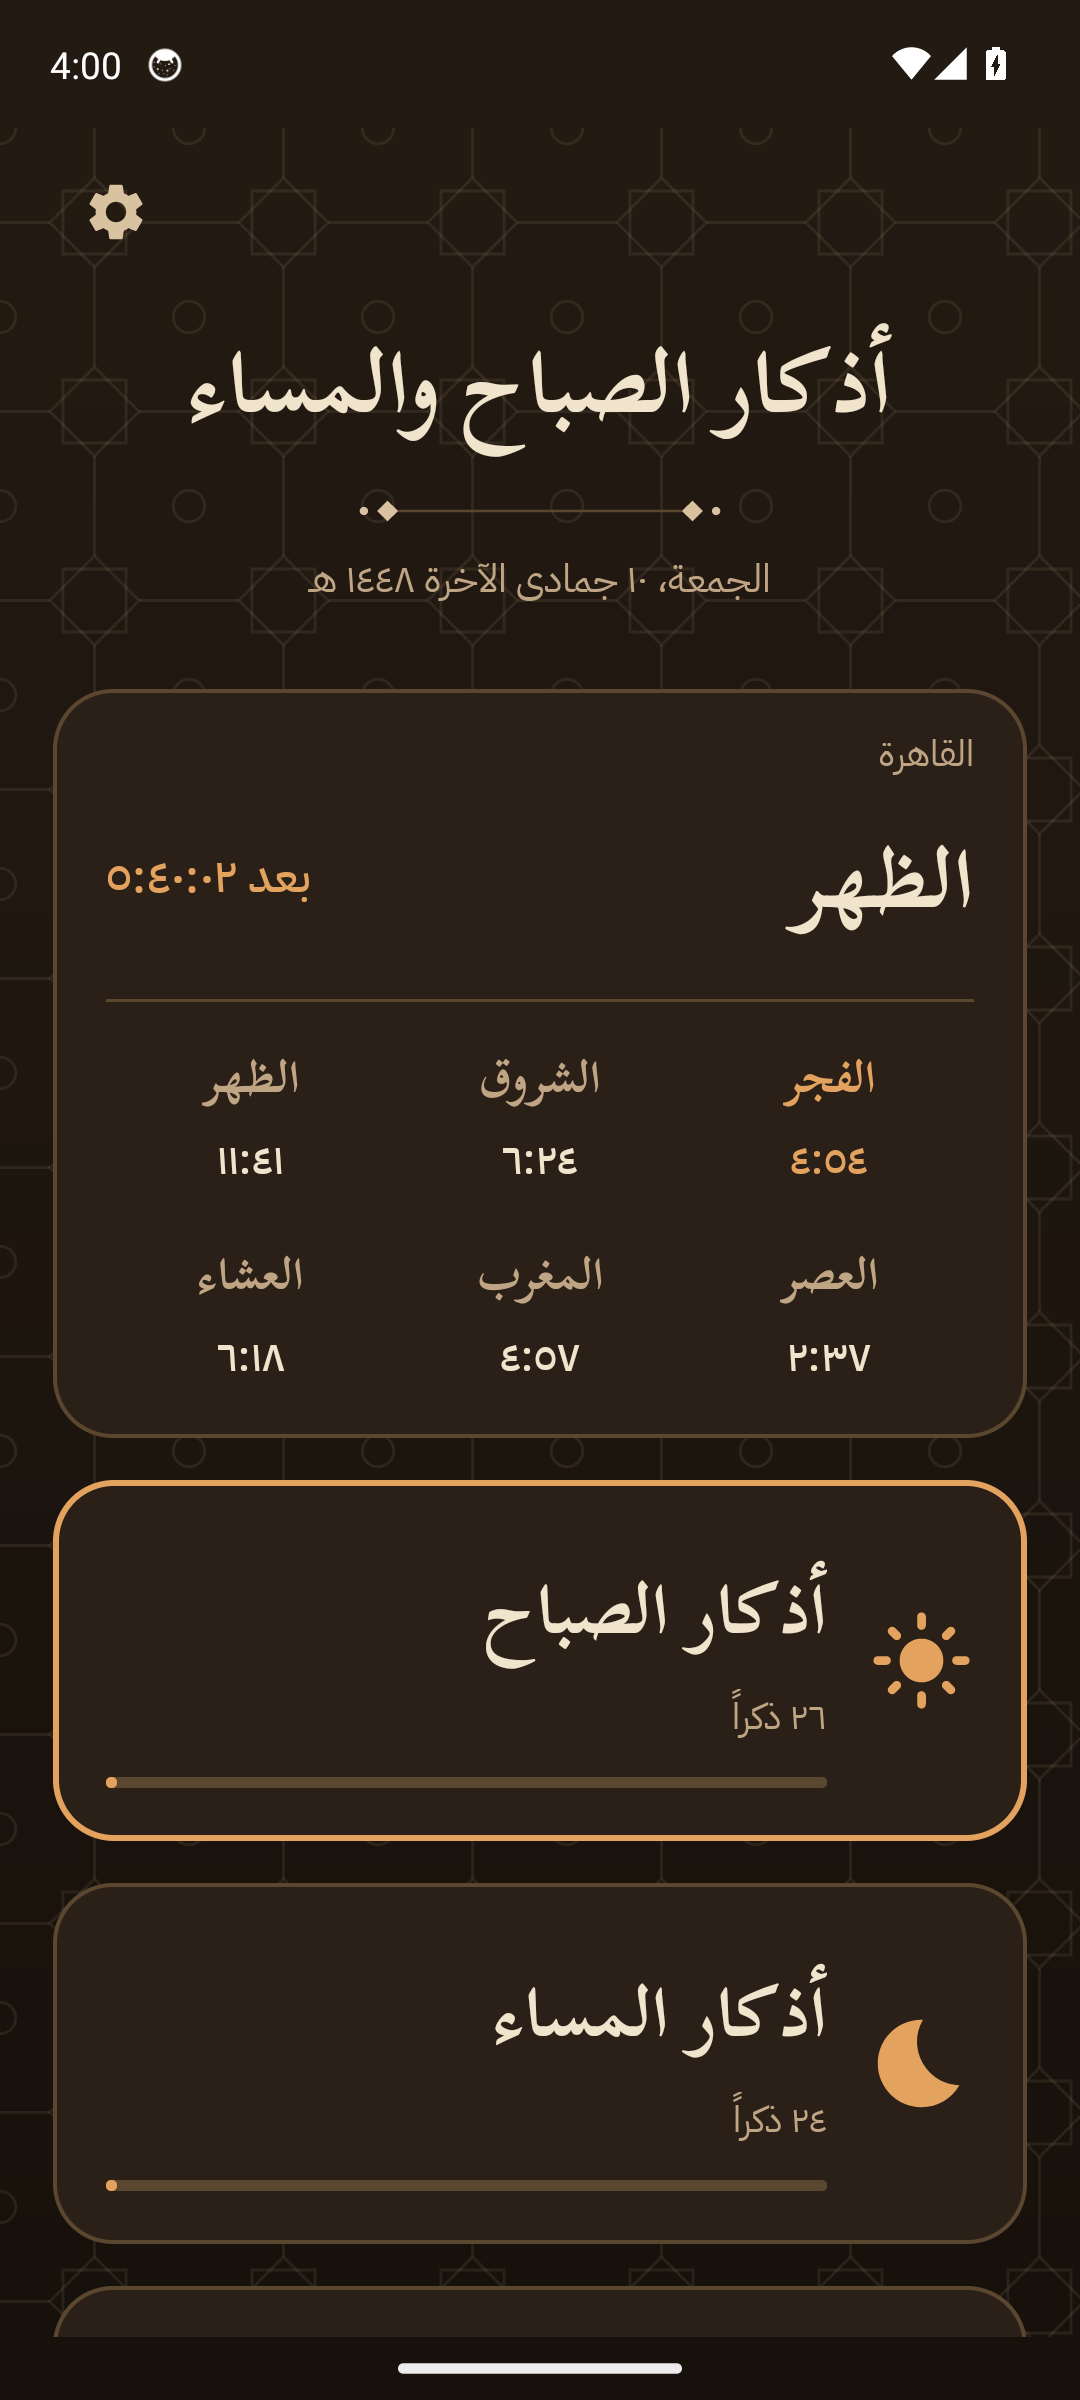 4:00
أذكار الصباح والمساء
الجمعة، ١٠ جمادى الآخرة ١٤٤٨ هـ
القاهرة
الظهر
بعد ٥:٤٠:٠٢
الفجر الشروق الظهر
٤:٥٤ ٦:٢٤ ١١:٤١
العصر المغرب العشاء
٢:٣٧ ٤:٥٧ ٦:١٨
أذكار الصباح
٢٦ ذكراً
أذكار المساء
٢٤ ذكراً